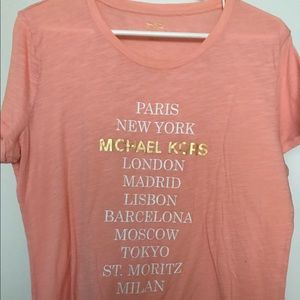 PARIS
NEW YORK
MICHAEL KORS
LONDON
MADRID
LISBON
BARCELONA
MOSCOW
TOKYO
ST. MORITZ
MILAN